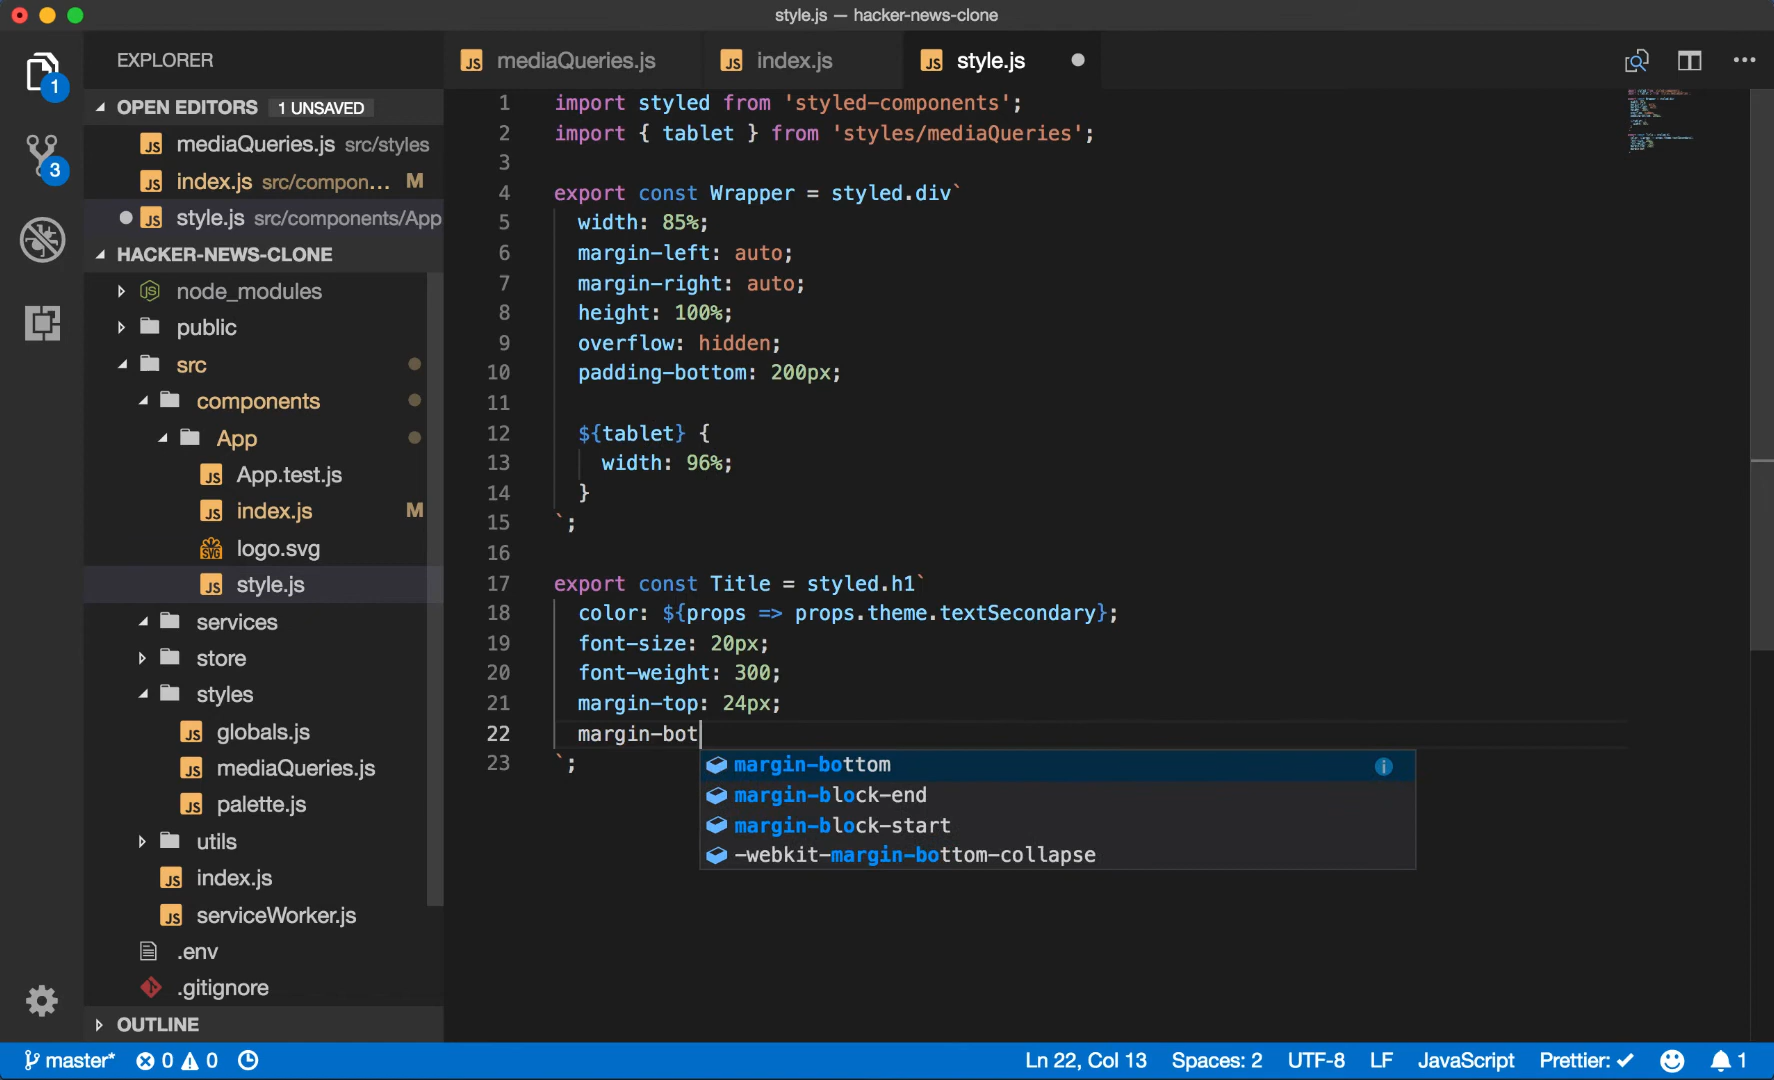 style.js — hacker-news-clone
EXPLORER
1
OPEN EDITORS 1 UNSAVED
mediaQueries.js src/styles
index.js src/compon... M
style.js src/components/App
3
HACKER-NEWS-CLONE
node_modules
public
src
components
App
App.test.js
index.js M
logo.svg
style.js
services
store
styles
globals.js
mediaQueries.js
palette.js
utils
index.js
serviceWorker.js
.env
.gitignore
OUTLINE
mediaQueries.js index.js style.js
1 import styled from 'styled-components';
2 import { tablet } from 'styles/mediaQueries';
3
4 export const Wrapper = styled.div`
5 width: 85%;
6 margin-left: auto;
7 margin-right: auto;
8 height: 100%;
9 overflow: hidden;
10 padding-bottom: 200px;
11
12 ${tablet} {
13 width: 96%;
14 }
15 `;
16
17 export const Title = styled.h1`
18 color: ${props => props.theme.textSecondary};
19 font-size: 20px;
20 font-weight: 300;
21 margin-top: 24px;
22 margin-bot
23 `;
margin-bottom
margin-block-end
margin-block-start
-webkit-margin-bottom-collapse
master* 0 0 Ln 22, Col 13 Spaces: 2 UTF-8 LF JavaScript Prettier: ✓ 1